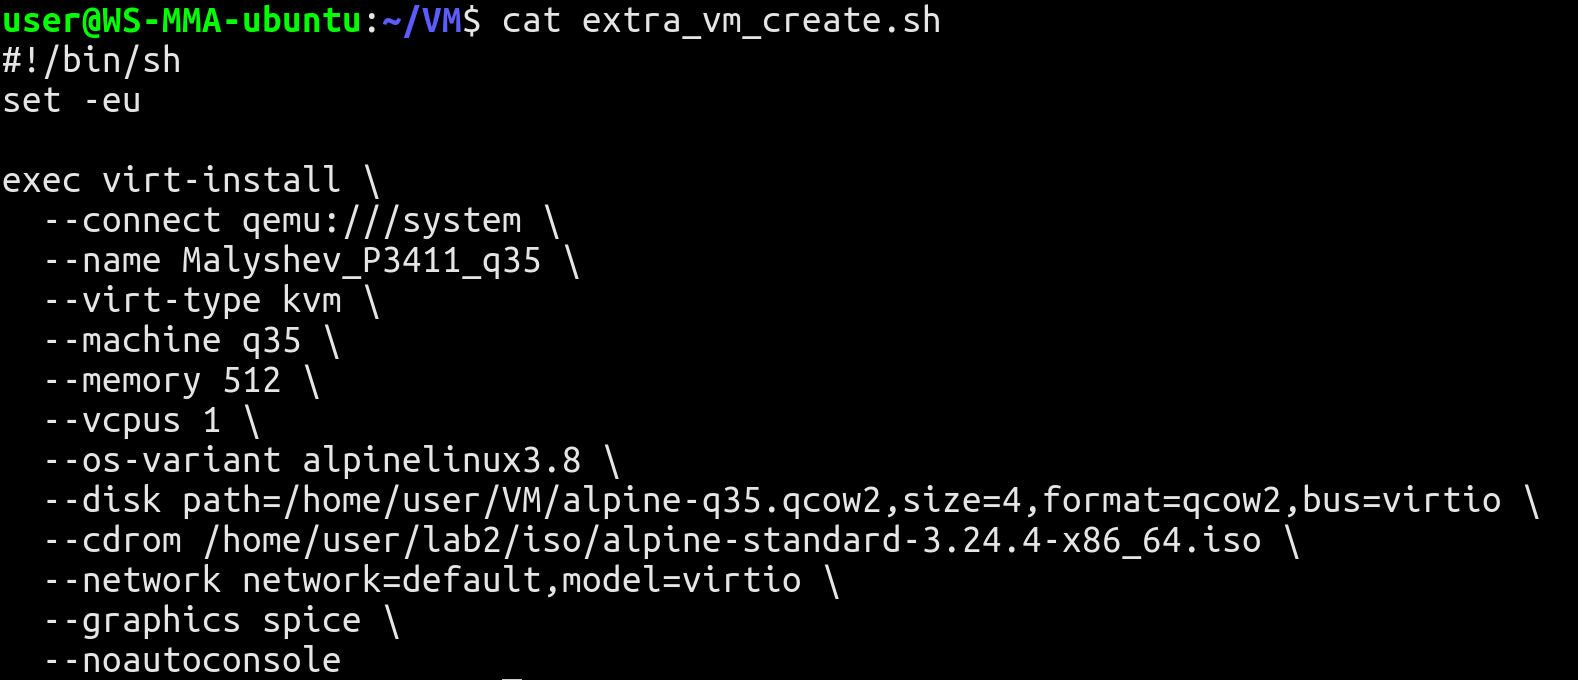 user@WS-MMA-ubuntu:~/VM$ cat extra_vm_create.sh
#!/bin/sh
set -eu

exec virt-install \
  --connect qemu:///system \
  --name Malyshev_P3411_q35 \
  --virt-type kvm \
  --machine q35 \
  --memory 512 \
  --vcpus 1 \
  --os-variant alpinelinux3.8 \
  --disk path=/home/user/VM/alpine-q35.qcow2,size=4,format=qcow2,bus=virtio \
  --cdrom /home/user/lab2/iso/alpine-standard-3.24.4-x86_64.iso \
  --network network=default,model=virtio \
  --graphics spice \
  --noautoconsole